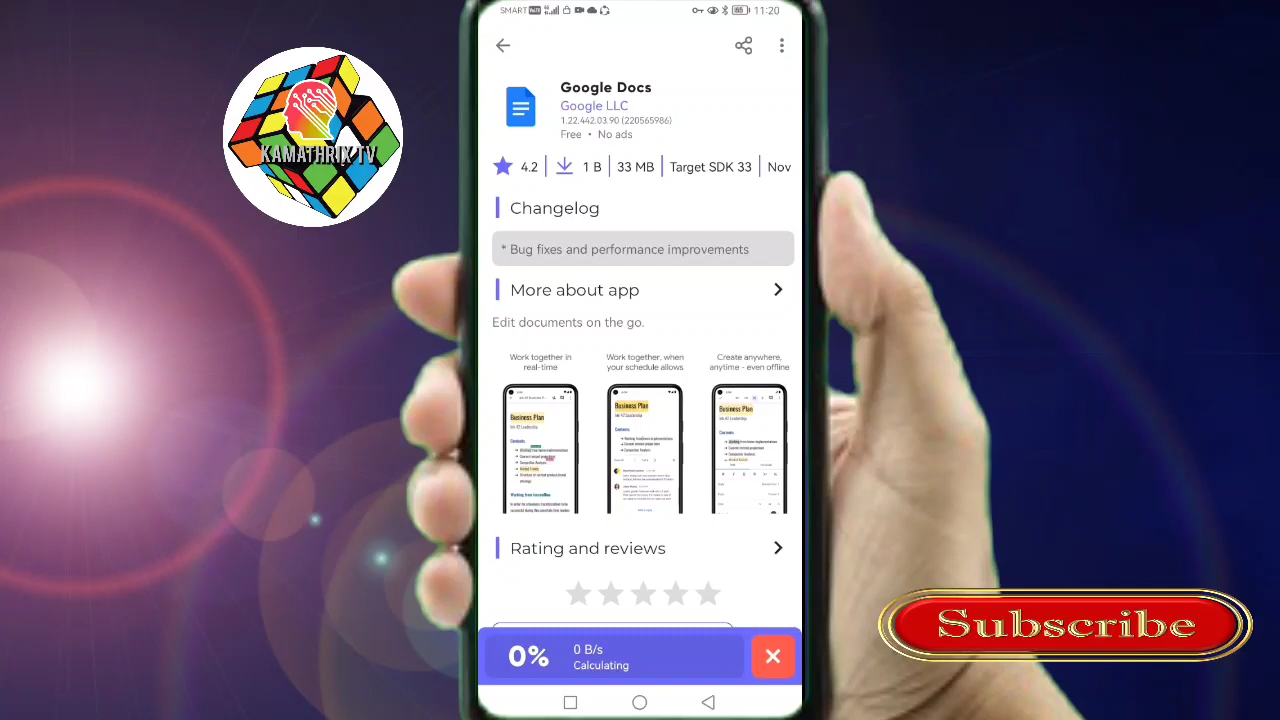 SMART
11:20
Google Docs
Google LLC
1.22.442.03.90 (220565986)
Free • No ads
4.2
1 B
33 MB
Target SDK 33
Nov
KAMATHRIX TV
Changelog
* Bug fixes and performance improvements
More about app
Edit documents on the go.
Work together in
real-time
Work together, when
your schedule allows
Create anywhere,
anytime - even offline
Business Plan
Business Plan
Business Plan
Rating and reviews
0%
0 B/s
Calculating
Subscribe